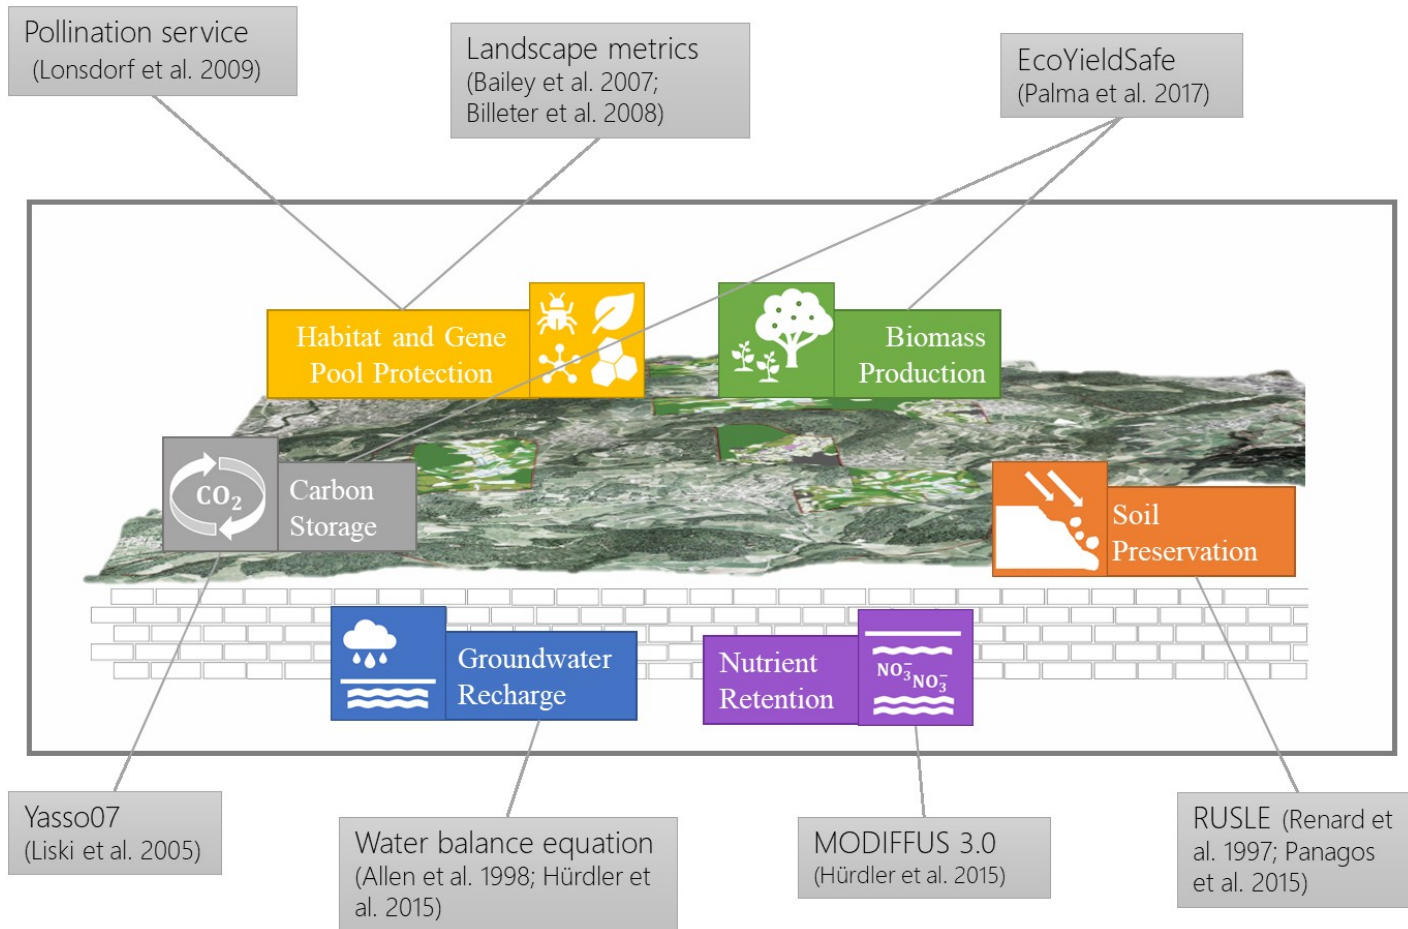 Pollination service
(Lonsdorf et al. 2009)
Landscape metrics
(Bailey et al. 2007;
Billeter et al. 2008)
EcoYieldSafe
(Palma et al. 2017)
Habitat and Gene
Pool Protection
Biomass
Production
CO₂
Carbon
Storage
Soil
Preservation
Groundwater
Recharge
Nutrient
Retention
NO₃⁻ NO₃⁻
Yasso07
(Liski et al. 2005)
Water balance equation
(Allen et al. 1998; Hürdler et
al. 2015)
MODIFFUS 3.0
(Hürdler et al. 2015)
RUSLE (Renard et
al. 1997; Panagos
et al. 2015)